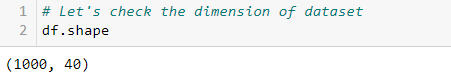 1 # Let's check the dimension of dataset
2 df.shape
(1000, 40)